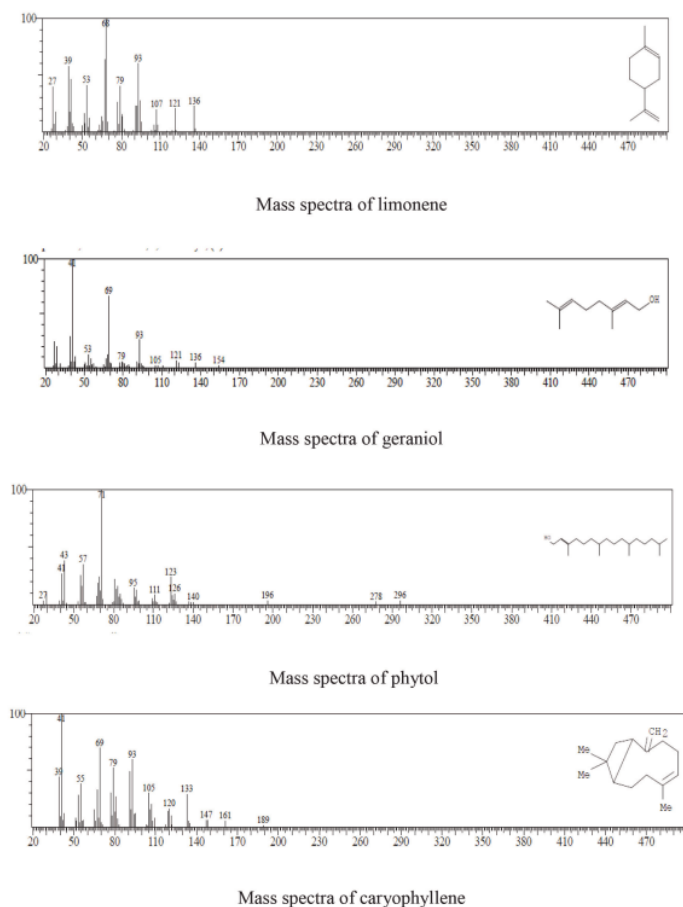 100
27 39 53 68 79 93 107 121 136
20 50 80 110 140 170 200 230 260 290 320 350 380 410 440 470
Mass spectra of limonene
100
41 53 69 79 93 105 121 136 154
OH
20 50 80 110 140 170 200 230 260 290 320 350 380 410 440 470
Mass spectra of geraniol
100
27 41 43 57 71 95 111 123 126 140 196 278 296
20 50 80 110 140 170 200 230 260 290 320 350 380 410 440 470
Mass spectra of phytol
100
39 41 55 69 79 93 105 120 133 147 161 189
CH2
Me
Me
Me
20 50 80 110 140 170 200 230 260 290 320 350 380 410 440 470
Mass spectra of caryophyllene